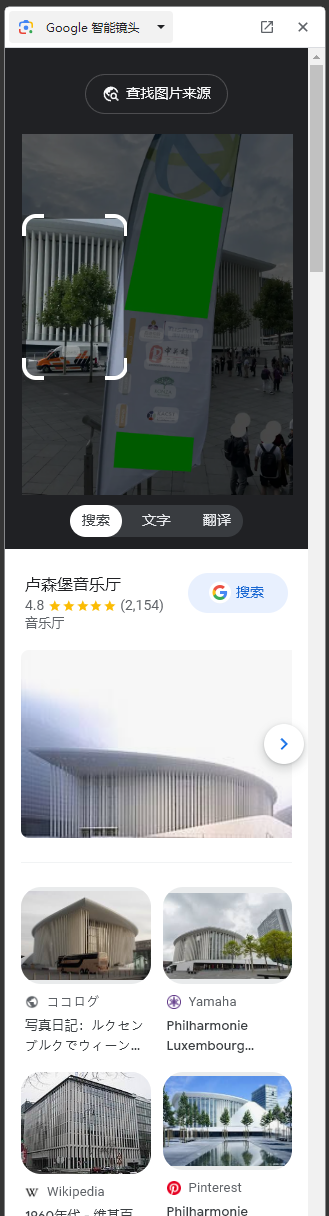 Google 智能镜头
查找图片来源
搜索
文字
翻译
卢森堡音乐厅
4.8
(2,154)
音乐厅
搜索
ココログ
写真日記：ルクセン
ブルクでウィーン...
Yamaha
Philharmonie
Luxembourg...
Wikipedia
1960年代 - 维基百
Pinterest
Philharmonie